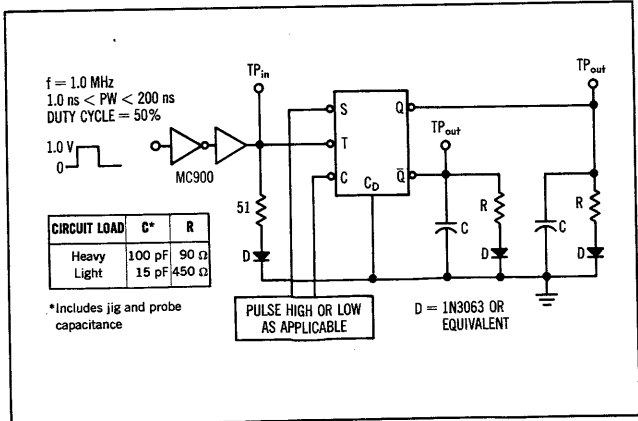 f = 1.0 MHz
1.0 ns < PW < 200 ns
DUTY CYCLE = 50%
1.0 V
0
MC900
TPin
S
T
C
CD
Q
Q̅
TPout
TPout
51
D
R
C
D
R
C
D
CIRCUIT LOAD C* R
Heavy 100 pF 90 Ω
Light 15 pF 450 Ω
*Includes jig and probe
capacitance
PULSE HIGH OR LOW
AS APPLICABLE
D = 1N3063 OR
EQUIVALENT